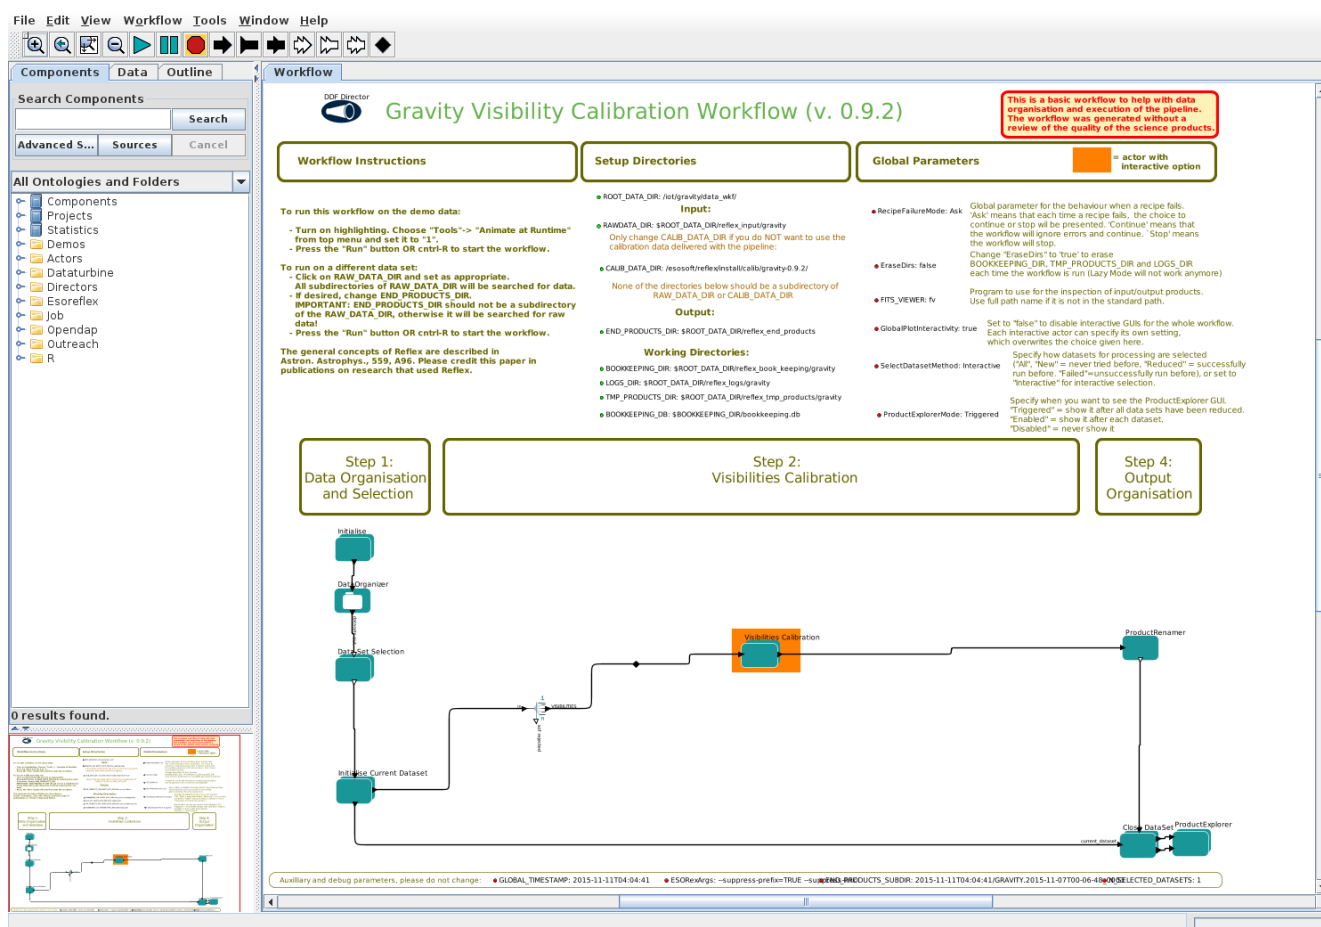 File Edit View Workflow Tools Window Help
Components Data Outline
Workflow
Search Components
Search
Advanced S... Sources Cancel
All Ontologies and Folders
Components
Projects
Statistics
Demos
Actors
Dataturbine
Directors
Esoreflex
Job
Opendap
Outreach
R
0 results found.
DDF Director
Gravity Visibility Calibration Workflow (v. 0.9.2)
This is a basic workflow to help with data
organisation and execution of the pipeline.
The workflow was generated without a
review of the quality of the science products.
Workflow Instructions
Setup Directories
Global Parameters
= actor with
interactive option
To run this workflow on the demo data:
- Turn on highlighting. Choose "Tools"-> "Animate at Runtime"
from top menu and set it to "1".
- Press the "Run" button OR cntrl-R to start the workflow.
To run on a different data set:
- Click on RAW_DATA_DIR and set as appropriate.
All subdirectories of RAW_DATA_DIR will be searched for data.
- If desired, change END_PRODUCTS_DIR.
IMPORTANT: END_PRODUCTS_DIR should not be a subdirectory
of the RAW_DATA_DIR, otherwise it will be searched for raw
data!
- Press the "Run" button OR cntrl-R to start the workflow.
The general concepts of Reflex are described in
Astron. Astrophys., 559, A96. Please credit this paper in
publications on research that used Reflex.
ROOT_DATA_DIR: /iot/gravity/data_wkf/
Input:
RAWDATA_DIR: $ROOT_DATA_DIR/reflex_input/gravity
Only change CALIB_DATA_DIR if you do NOT want to use the
calibration data delivered with the pipeline:
CALIB_DATA_DIR: /esosoft/reflex/install/calib/gravity-0.9.2/
None of the directories below should be a subdirectory of
RAW_DATA_DIR or CALIB_DATA_DIR
Output:
END_PRODUCTS_DIR: $ROOT_DATA_DIR/reflex_end_products
Working Directories:
BOOKKEEPING_DIR: $ROOT_DATA_DIR/reflex_book_keeping/gravity
LOGS_DIR: $ROOT_DATA_DIR/reflex_logs/gravity
TMP_PRODUCTS_DIR: $ROOT_DATA_DIR/reflex_tmp_products/gravity
BOOKKEEPING_DB: $BOOKKEEPING_DIR/bookkeeping.db
RecipeFailureMode: Ask
Global parameter for the behaviour when a recipe fails.
'Ask' means that each time a recipe fails, the choice to
continue or stop wil be presented. 'Continue' means that
the workflow will ignore errors and continue. `Stop' means
the workflow will stop.
EraseDirs: false
Change "EraseDirs" to 'true' to erase
BOOKKEEPING_DIR, TMP_PRODUCTS_DIR and LOGS_DIR
each time the workflow is run (Lazy Mode will not work anymore)
FITS_VIEWER: fv
Program to use for the inspection of input/output products.
Use full path name if it is not in the standard path.
GlobalPlotInteractivity: true
Set to "false" to disable interactive GUIs for the whole workflow.
Each interactive actor can specify its own setting,
which overwrites the choice given here.
SelectDatasetMethod: Interactive
Specify how datasets for processing are selected
("All", "New" = never tried before, "Reduced" = successfully
run before. "Failed"=unsuccessfully run before), or set to
"Interactive" for interactive selection.
ProductExplorerMode: Triggered
Specify when you want to see the ProductExplorer GUI.
"Triggered" = show it after all data sets have been reduced.
"Enabled" = show it after each dataset.
"Disabled" = never show it
Step 1:
Data Organisation
and Selection
Step 2:
Visibilities Calibration
Step 4:
Output
Organisation
Initialise
DataOrganizer
Data Set Selection
Visibilities Calibration
ProductRenamer
VISIBILITIES
Initialise Current Dataset
Close DataSet
ProductExplorer
current_dataset
Auxiliary and debug parameters, please do not change:
GLOBAL_TIMESTAMP: 2015-11-11T04:04:41
ESORexArgs: --suppress-prefix=TRUE
END_PRODUCTS_SUBDIR: 2015-11-11T04:04:41/GRAVITY.2015-11-07T00-06-48
SELECTED_DATASETS: 1